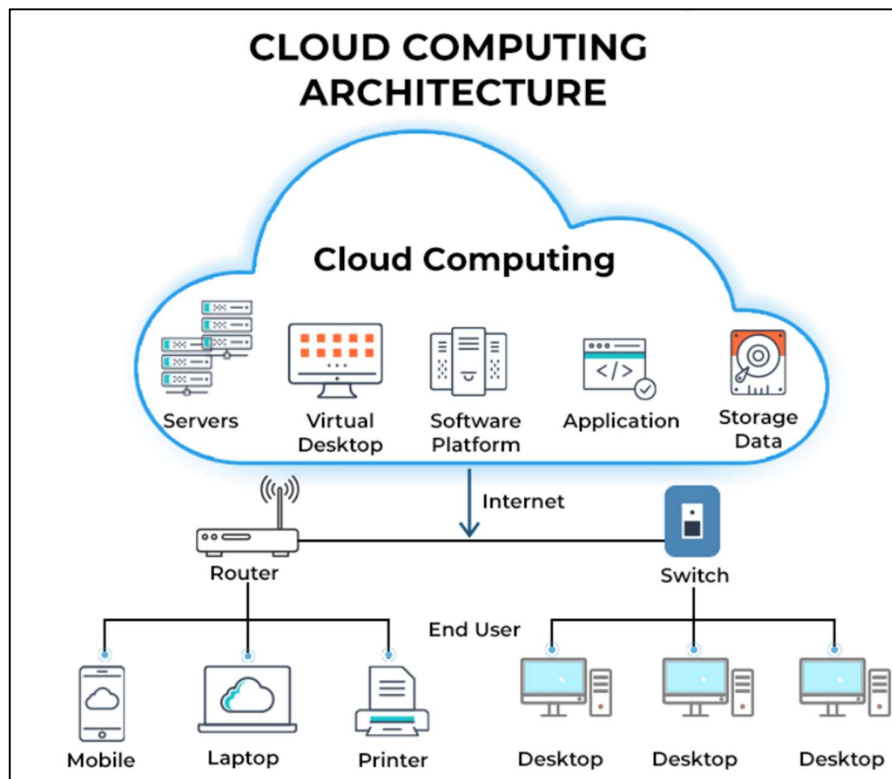 CLOUD COMPUTING
ARCHITECTURE
Cloud Computing
Servers
Virtual
Desktop
Software
Platform
</>
Application
Storage
Data
Internet
Router
Switch
End User
Mobile
Laptop
Printer
Desktop
Desktop
Desktop